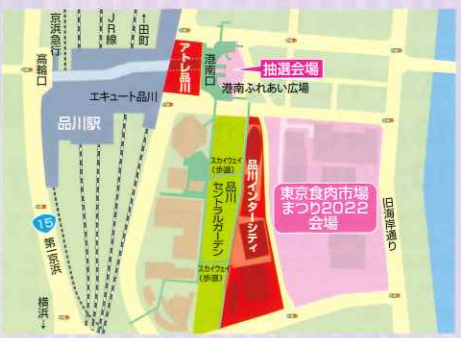 京浜急行
JR線
↑田町
高輪口
アトレ品川
港南口
抽選会場
港南ふれあい広場
エキュート品川
品川駅
スカイウェイ
(歩道)
品川
セントラルガーデン
品川インターシティ
東京食肉市場
まつり2022
会場
旧海岸通り
15
第一京浜
スカイウェイ
(歩道)
横浜↓